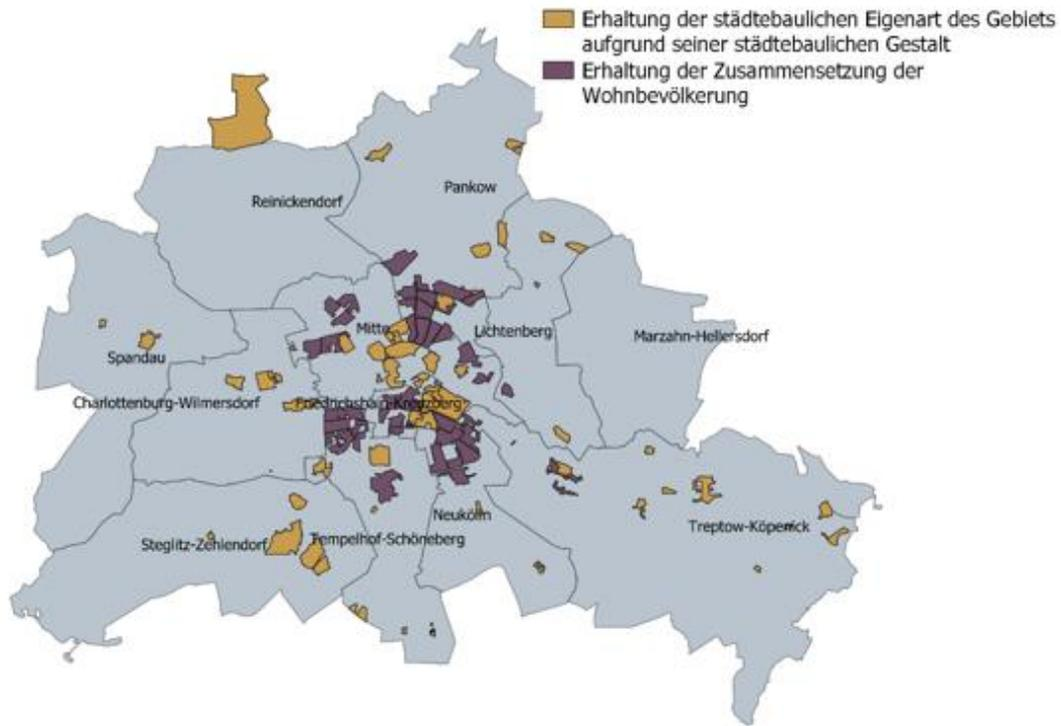 Erhaltung der städtebaulichen Eigenart des Gebiets
aufgrund seiner städtebaulichen Gestalt
Erhaltung der Zusammensetzung der
Wohnbevölkerung
Pankow
Reinickendorf
Mitte
Lichtenberg
Marzahn-Hellersdorf
Spandau
Charlottenburg-Wilmersdorf
Friedrichshain-Kreuzberg
Neukölln
Treptow-Köpenick
Steglitz-Zehlendorf
Tempelhof-Schöneberg